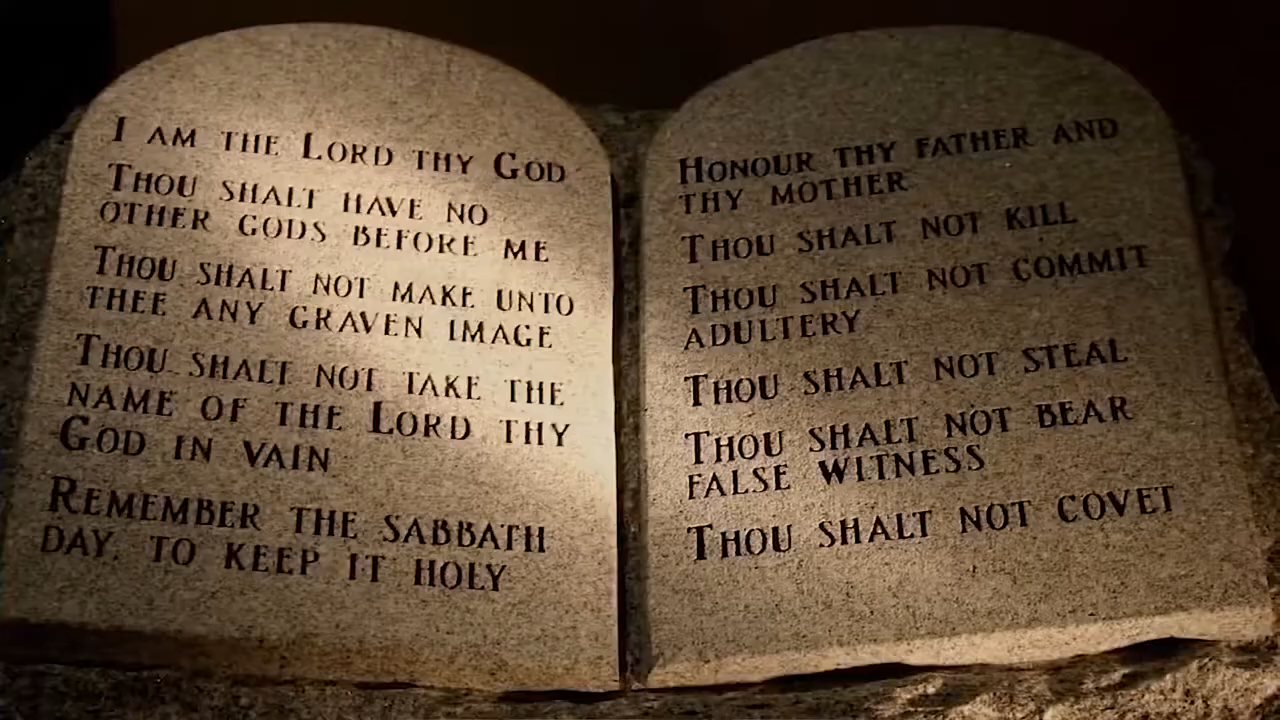 I AM THE LORD THY GOD
THOU SHALT HAVE NO
OTHER GODS BEFORE ME
THOU SHALT NOT MAKE UNTO
THEE ANY GRAVEN IMAGE
THOU SHALT NOT TAKE THE
NAME OF THE LORD THY
GOD IN VAIN
REMEMBER THE SABBATH
DAY. TO KEEP IT HOLY
HONOUR THY FATHER AND
THY MOTHER
THOU SHALT NOT KILL
THOU SHALT NOT COMMIT
ADULTERY
THOU SHALT NOT STEAL
THOU SHALT NOT BEAR
FALSE WITNESS
THOU SHALT NOT COVET